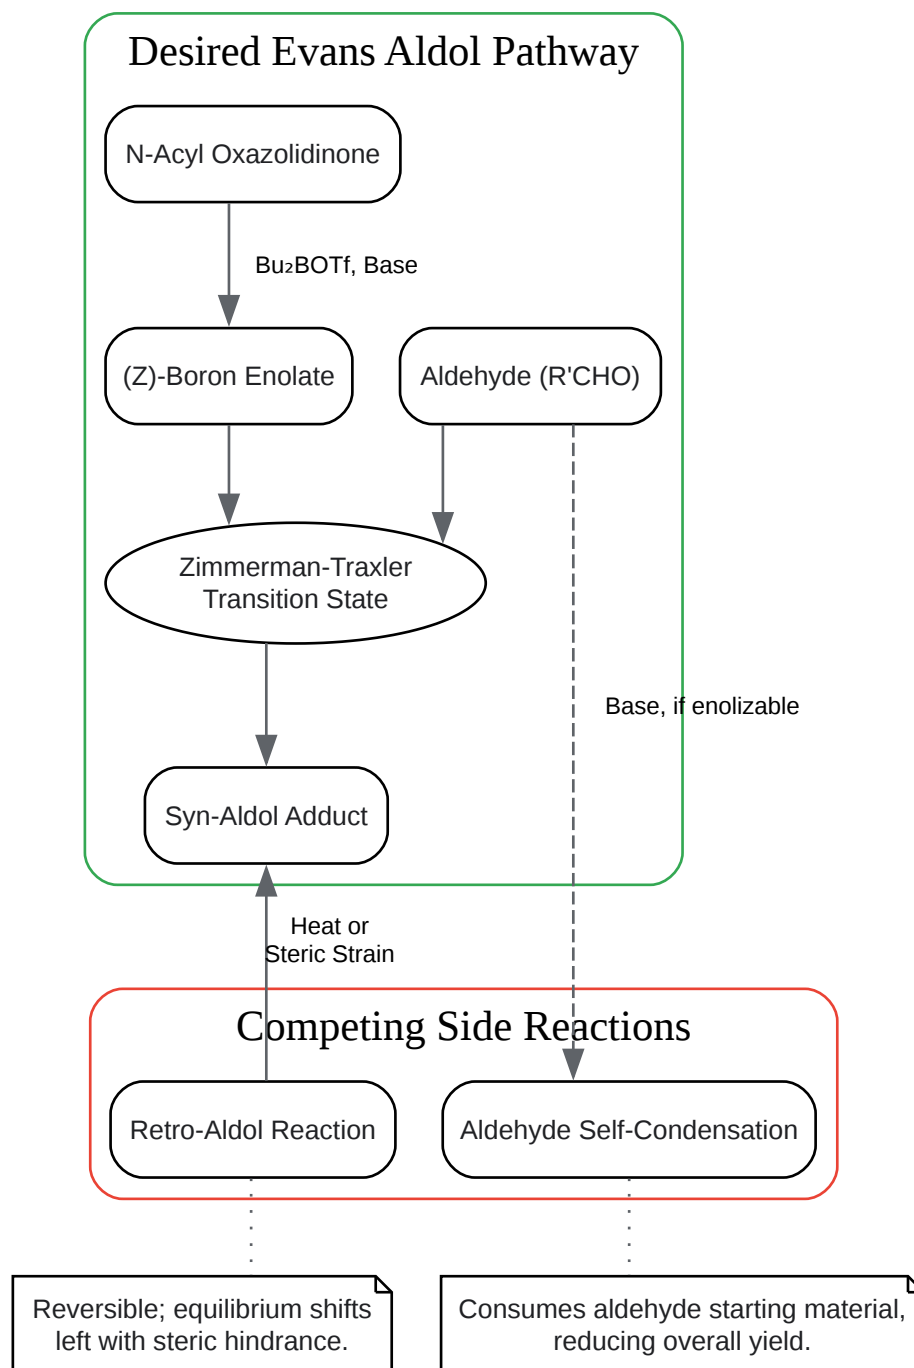 Desired Evans Aldol Pathway
N-Acyl Oxazolidinone
Bu₂BOTf, Base
(Z)-Boron Enolate
Aldehyde (R'CHO)
Zimmerman-Traxler
Transition State
Base, if enolizable
Syn-Aldol Adduct
Heat or
Steric Strain
Competing Side Reactions
Retro-Aldol Reaction
Aldehyde Self-Condensation
Reversible; equilibrium shifts
left with steric hindrance.
Consumes aldehyde starting material,
reducing overall yield.